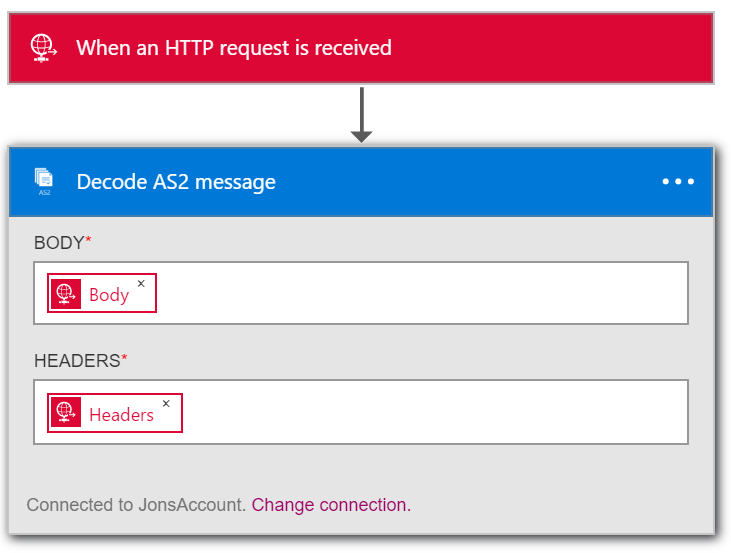 When an HTTP request is received
AS2
Decode AS2 message
BODY*
Body ×
HEADERS*
Headers ×
Connected to JonsAccount. Change connection.